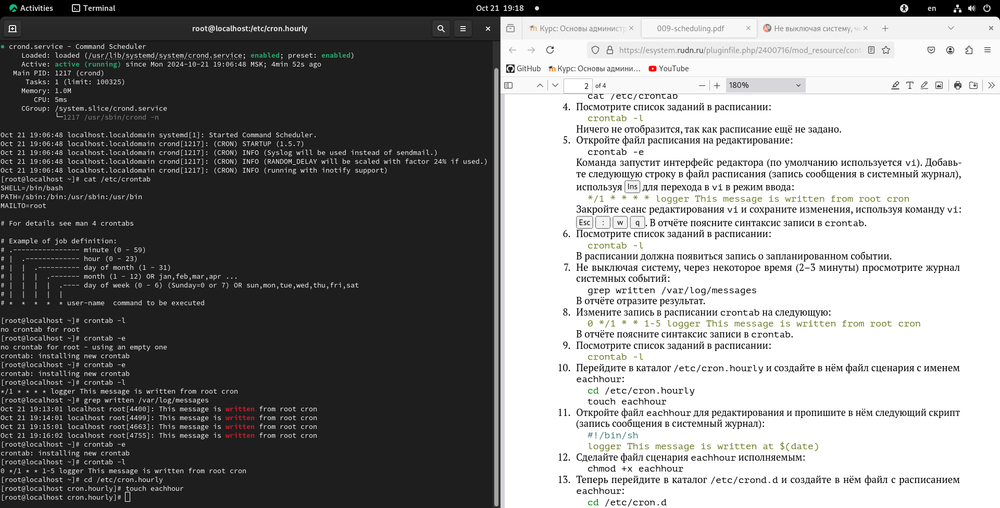 Activities
Terminal
Oct 21 19:18
en
root@localhost:/etc/cron.hourly
● crond.service - Command Scheduler
Loaded: loaded (/usr/lib/systemd/system/crond.service; enabled; preset: enabled)
Active: active (running) since Mon 2024-10-21 19:06:48 MSK; 4min 52s ago
Main PID: 1217 (crond)
Tasks: 1 (limit: 100325)
Memory: 1.0M
CPU: 5ms
CGroup: /system.slice/crond.service
└─1217 /usr/sbin/crond -n
Oct 21 19:06:48 localhost.localdomain systemd[1]: Started Command Scheduler.
Oct 21 19:06:48 localhost.localdomain crond[1217]: (CRON) STARTUP (1.5.7)
Oct 21 19:06:48 localhost.localdomain crond[1217]: (CRON) INFO (Syslog will be used instead of sendmail.)
Oct 21 19:06:48 localhost.localdomain crond[1217]: (CRON) INFO (RANDOM_DELAY will be scaled with factor 24% if used.)
Oct 21 19:06:48 localhost.localdomain crond[1217]: (CRON) INFO (running with inotify support)
[root@localhost ~]# cat /etc/crontab
SHELL=/bin/bash
PATH=/sbin:/bin:/usr/sbin:/usr/bin
MAILTO=root
# For details see man 4 crontabs
# Example of job definition:
# .---------------- minute (0 - 59)
# | .------------- hour (0 - 23)
# | | .---------- day of month (1 - 31)
# | | | .------- month (1 - 12) OR jan,feb,mar,apr ...
# | | | | .---- day of week (0 - 6) (Sunday=0 or 7) OR sun,mon,tue,wed,thu,fri,sat
# | | | | |
# * * * * * user-name command to be executed
[root@localhost ~]# crontab -l
no crontab for root
[root@localhost ~]# crontab -e
no crontab for root - using an empty one
crontab: installing new crontab
[root@localhost ~]# crontab -e
crontab: installing new crontab
[root@localhost ~]# crontab -l
*/1 * * * * logger This message is written from root cron
[root@localhost ~]# grep written /var/log/messages
Oct 21 19:13:01 localhost root[4400]: This message is written from root cron
Oct 21 19:14:01 localhost root[4499]: This message is written from root cron
Oct 21 19:15:01 localhost root[4663]: This message is written from root cron
Oct 21 19:16:02 localhost root[4755]: This message is written from root cron
[root@localhost ~]# crontab -e
crontab: installing new crontab
[root@localhost ~]# crontab -l
0 */1 * * 1-5 logger This message is written from root cron
[root@localhost ~]# cd /etc/cron.hourly
[root@localhost cron.hourly]# touch eachhour
[root@localhost cron.hourly]#
Курс: Основы администр
009-scheduling.pdf
Не выключая систему, че
https://esystem.rudn.ru/pluginfile.php/2400716/mod_resource/cont
GitHub
Курс: Основы админи…
YouTube
2 of 4
180%
cat /etc/crontab
4. Посмотрите список заданий в расписании:
crontab -l
Ничего не отобразится, так как расписание ещё не задано.
5. Откройте файл расписания на редактирование:
crontab -e
Команда запустит интерфейс редактора (по умолчанию используется vi). Добавь-
те следующую строку в файл расписания (запись сообщения в системный журнал),
используя Ins для перехода в vi в режим ввода:
*/1 * * * * logger This message is written from root cron
Закройте сеанс редактирования vi и сохраните изменения, используя команду vi:
Esc : w q . В отчёте поясните синтаксис записи в crontab.
6. Посмотрите список заданий в расписании:
crontab -l
В расписании должна появиться запись о запланированном событии.
7. Не выключая систему, через некоторое время (2–3 минуты) просмотрите журнал
системных событий:
grep written /var/log/messages
В отчёте отразите результат.
8. Измените запись в расписании crontab на следующую:
0 */1 * * 1-5 logger This message is written from root cron
В отчёте поясните синтаксис записи в crontab.
9. Посмотрите список заданий в расписании:
crontab -l
10. Перейдите в каталог /etc/cron.hourly и создайте в нём файл сценария с именем
eachhour:
cd /etc/cron.hourly
touch eachhour
11. Откройте файл eachhour для редактирования и пропишите в нём следующий скрипт
(запись сообщения в системный журнал):
#!/bin/sh
logger This message is written at $(date)
12. Сделайте файл сценария eachhour исполняемым:
chmod +x eachhour
13. Теперь перейдите в каталог /etc/crond.d и создайте в нём файл с расписанием
eachhour:
cd /etc/cron.d